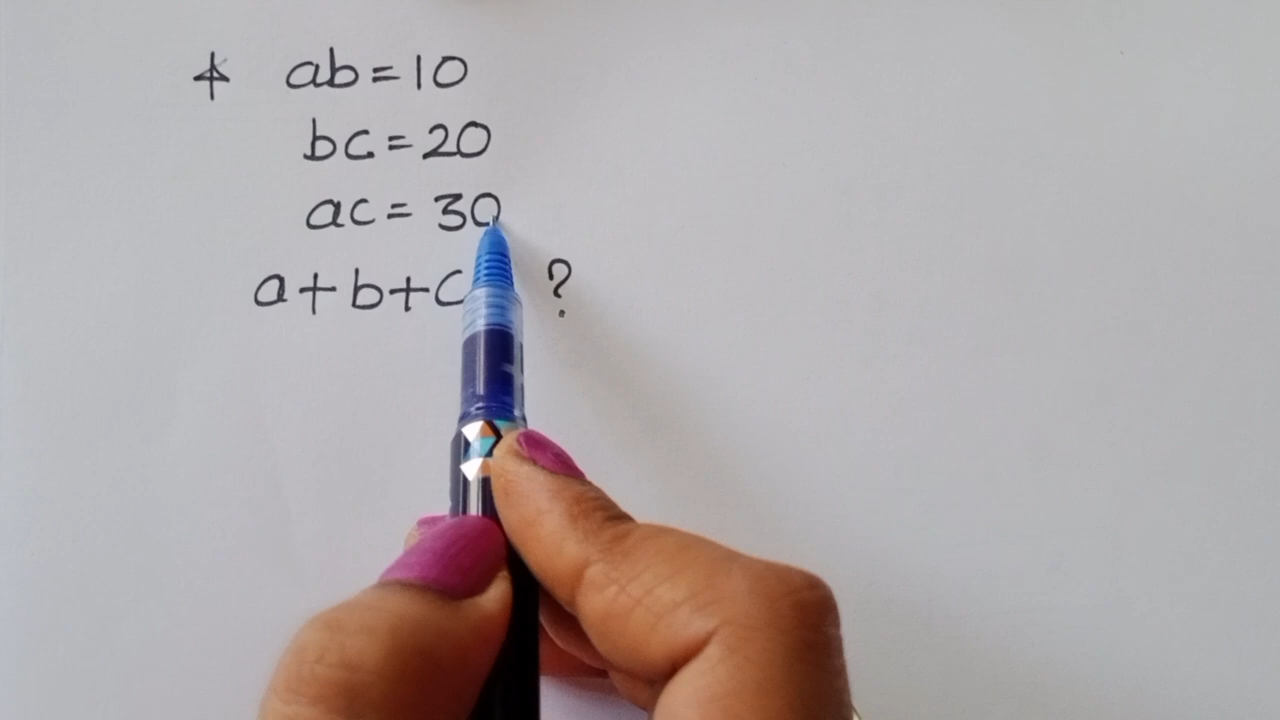 * ab = 10
bc = 20
ac = 30
a + b + c ?